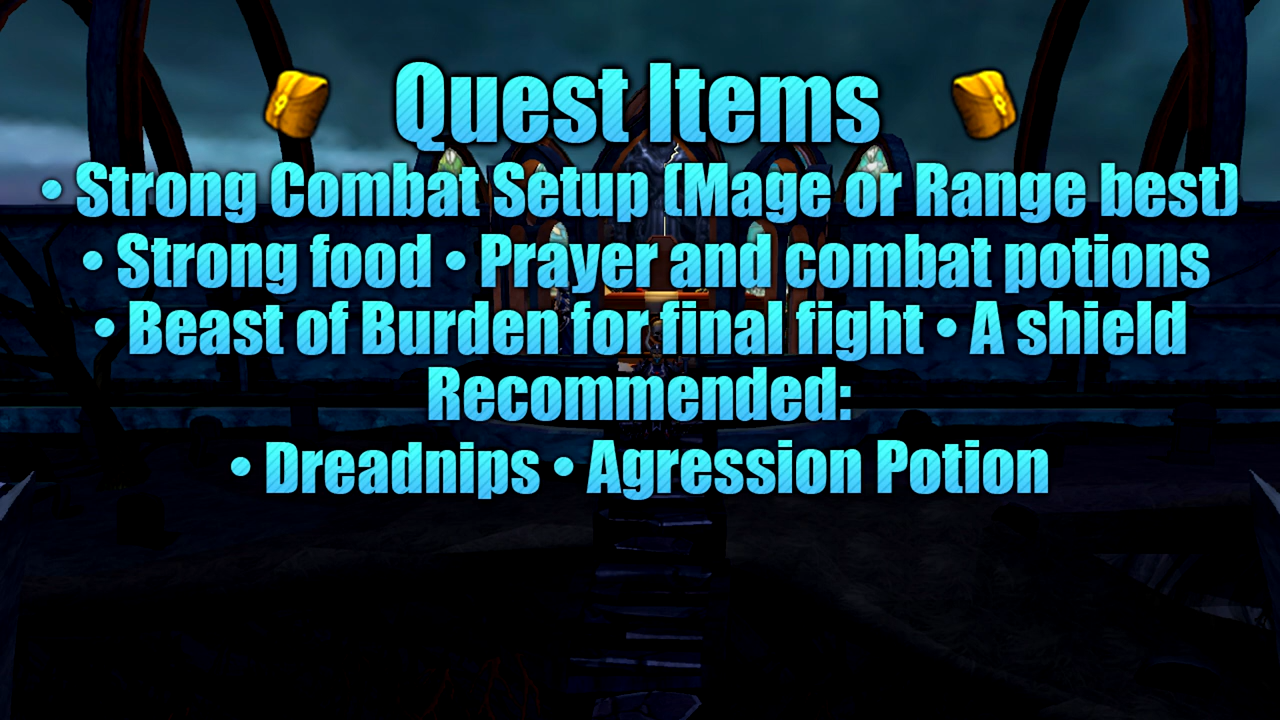 Quest Items
• Strong Combat Setup (Mage or Range best)
• Strong food • Prayer and combat potions
• Beast of Burden for final fight • A shield
Recommended:
• Dreadnips • Agression Potion